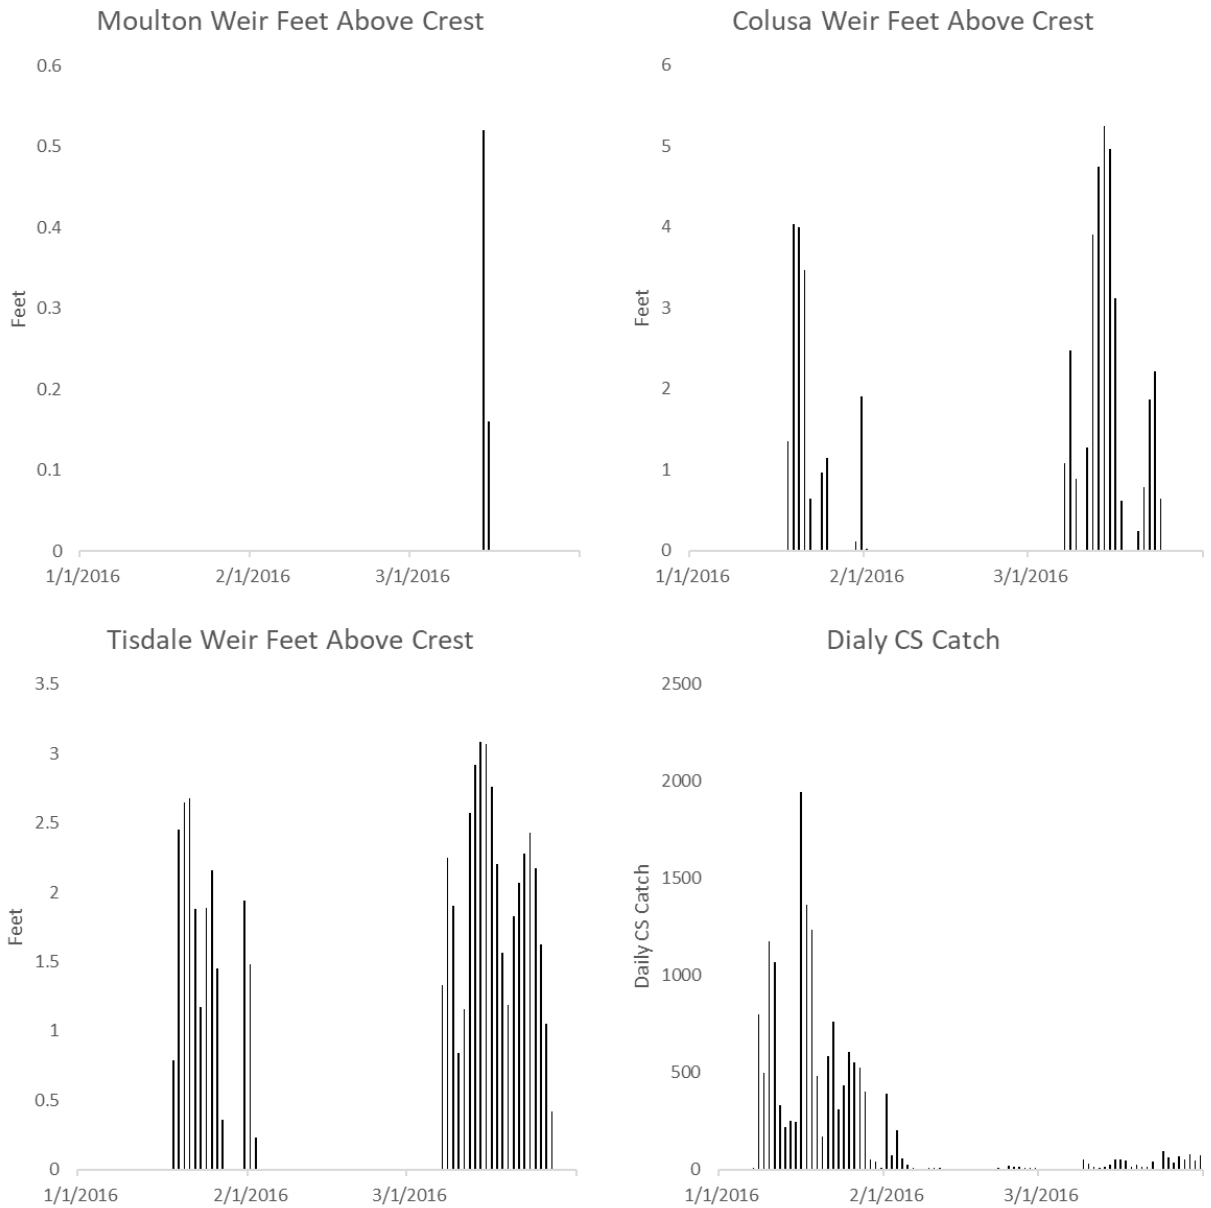 Moulton Weir Feet Above Crest
0.6
0.5
0.4
0.3
0.2
0.1
0
Feet
1/1/2016 2/1/2016 3/1/2016
Colusa Weir Feet Above Crest
6
5
4
3
2
1
0
Feet
1/1/2016 2/1/2016 3/1/2016
Tisdale Weir Feet Above Crest
3.5
3
2.5
2
1.5
1
0.5
0
Feet
1/1/2016 2/1/2016 3/1/2016
Dialy CS Catch
2500
2000
1500
1000
500
0
Daily CS Catch
1/1/2016 2/1/2016 3/1/2016